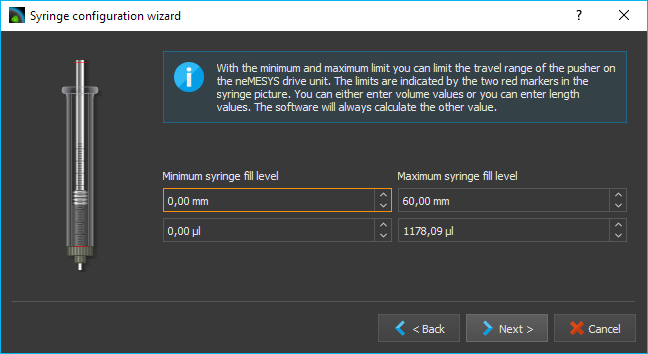 Syringe configuration wizard
?
With the minimum and maximum limit you can limit the travel range of the pusher on
the neMESYS drive unit. The limits are indicated by the two red markers in the
syringe picture. You can either enter volume values or you can enter length
values. The software will always calculate the other value.
Minimum syringe fill level Maximum syringe fill level
0,00 mm 60,00 mm
0,00 µl 1178,09 µl
< Back Next > Cancel